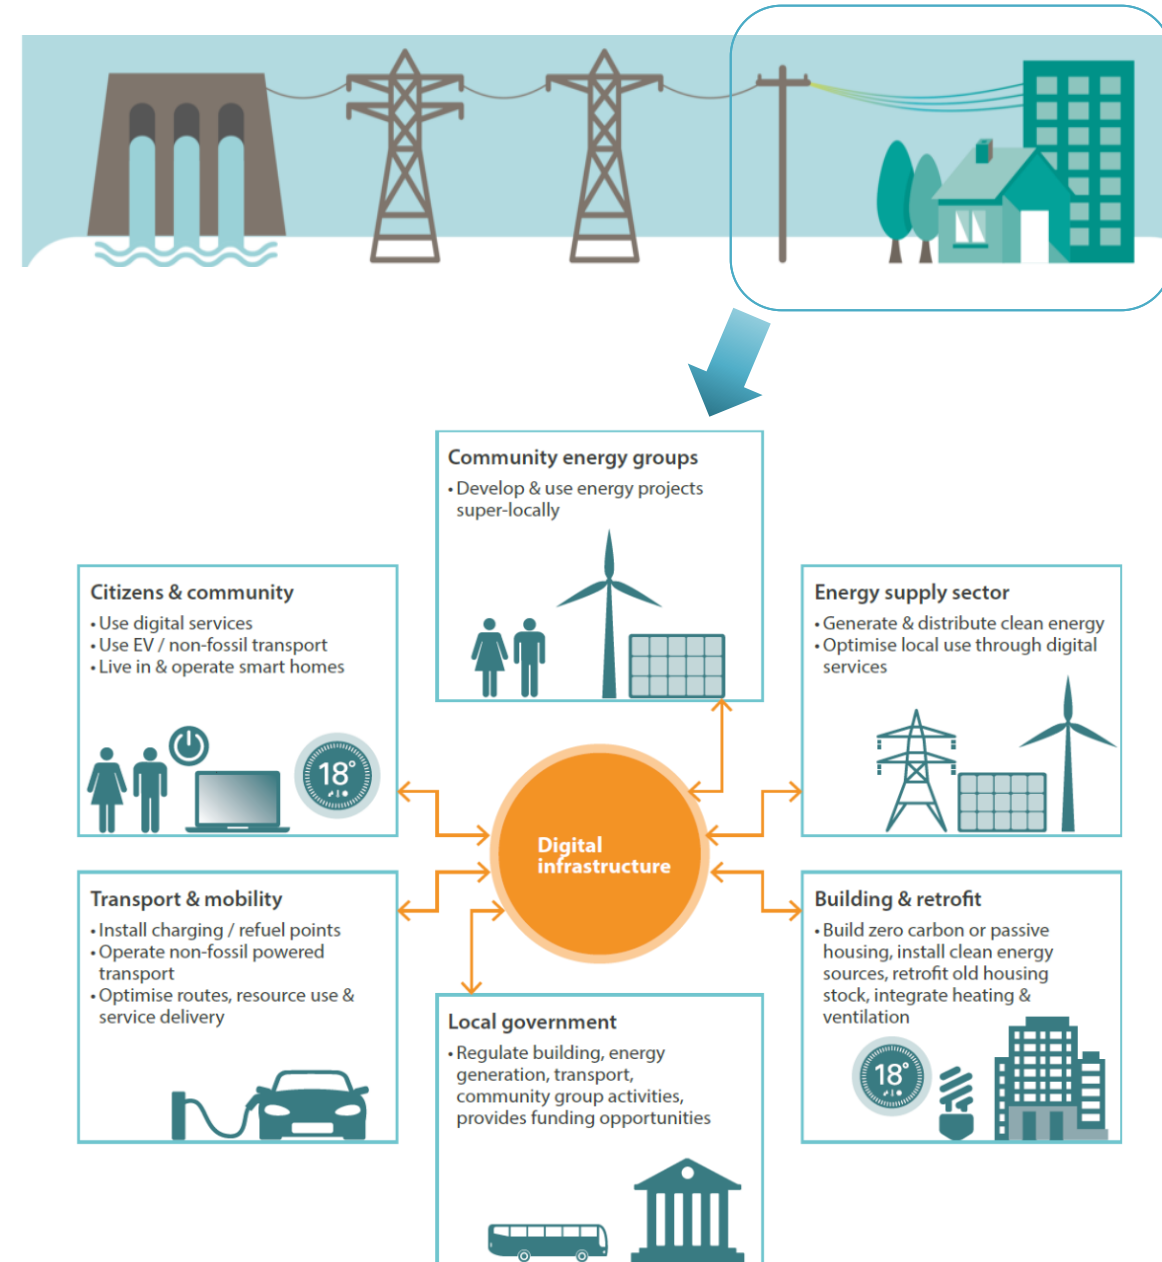 Community energy groups
• Develop & use energy projects
super-locally
Citizens & community
• Use digital services
• Use EV / non-fossil transport
• Live in & operate smart homes
18°
Energy supply sector
• Generate & distribute clean energy
• Optimise local use through digital
services
Digital
infrastructure
Transport & mobility
• Install charging / refuel points
• Operate non-fossil powered
transport
• Optimise routes, resource use &
service delivery
Building & retrofit
• Build zero carbon or passive
housing, install clean energy
sources, retrofit old housing
stock, integrate heating &
ventilation
18°
Local government
• Regulate building, energy
generation, transport,
community group activities,
provides funding opportunities